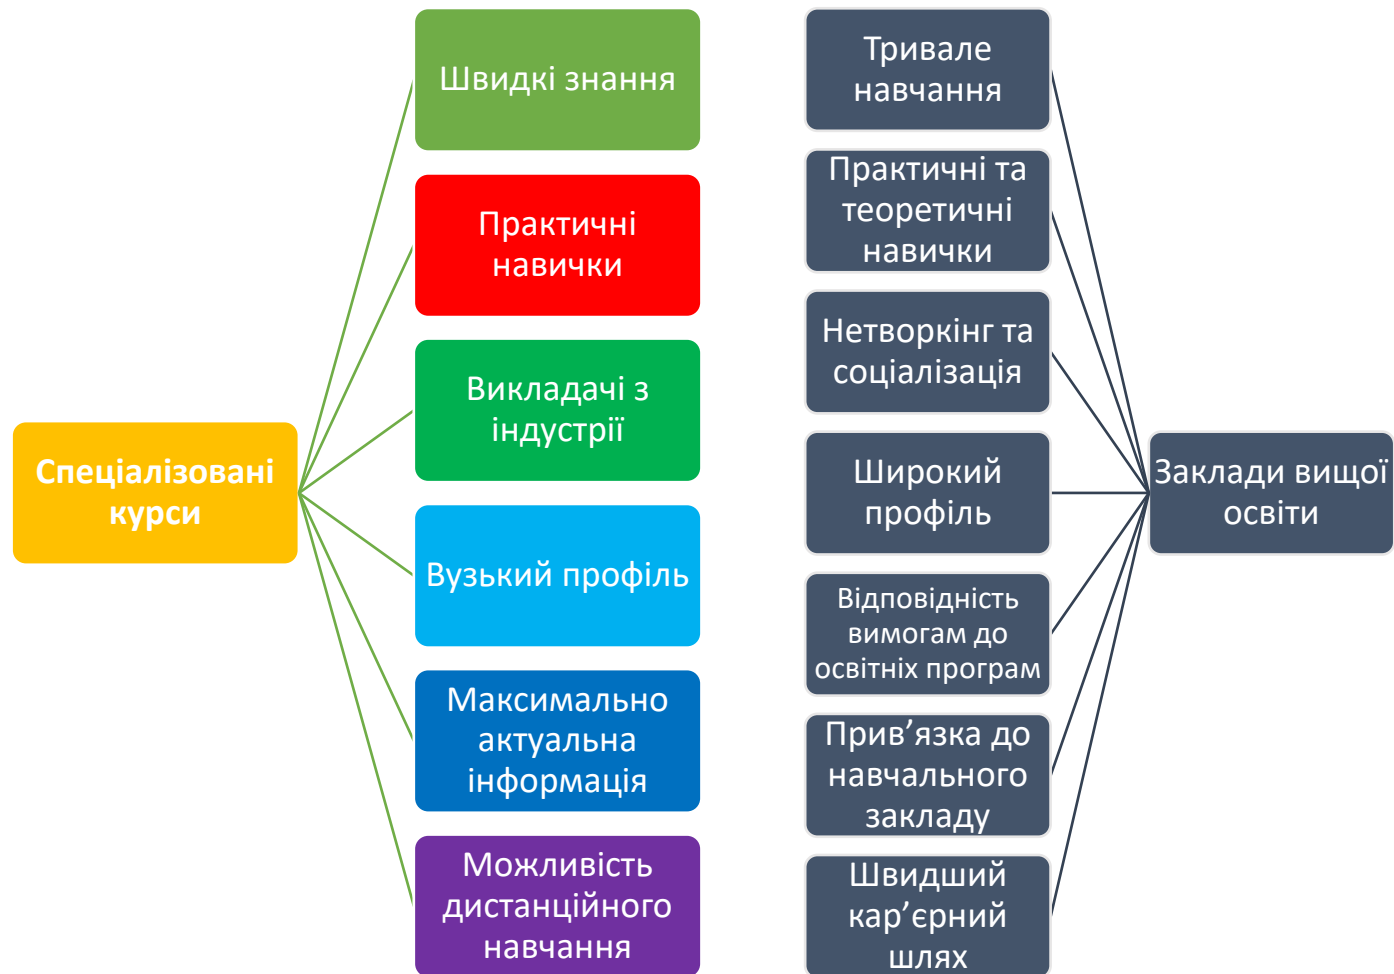 Спеціалізовані
курси
Швидкі знання
Практичні
навички
Викладачі з
індустрії
Вузький профіль
Максимально
актуальна
інформація
Можливість
дистанційного
навчання
Тривале
навчання
Практичні та
теоретичні
навички
Нетворкінг та
соціалізація
Широкий
профіль
Відповідність
вимогам до
освітніх програм
Прив’язка до
навчального
закладу
Швидший
кар’єрний
шлях
Заклади вищої
освіти